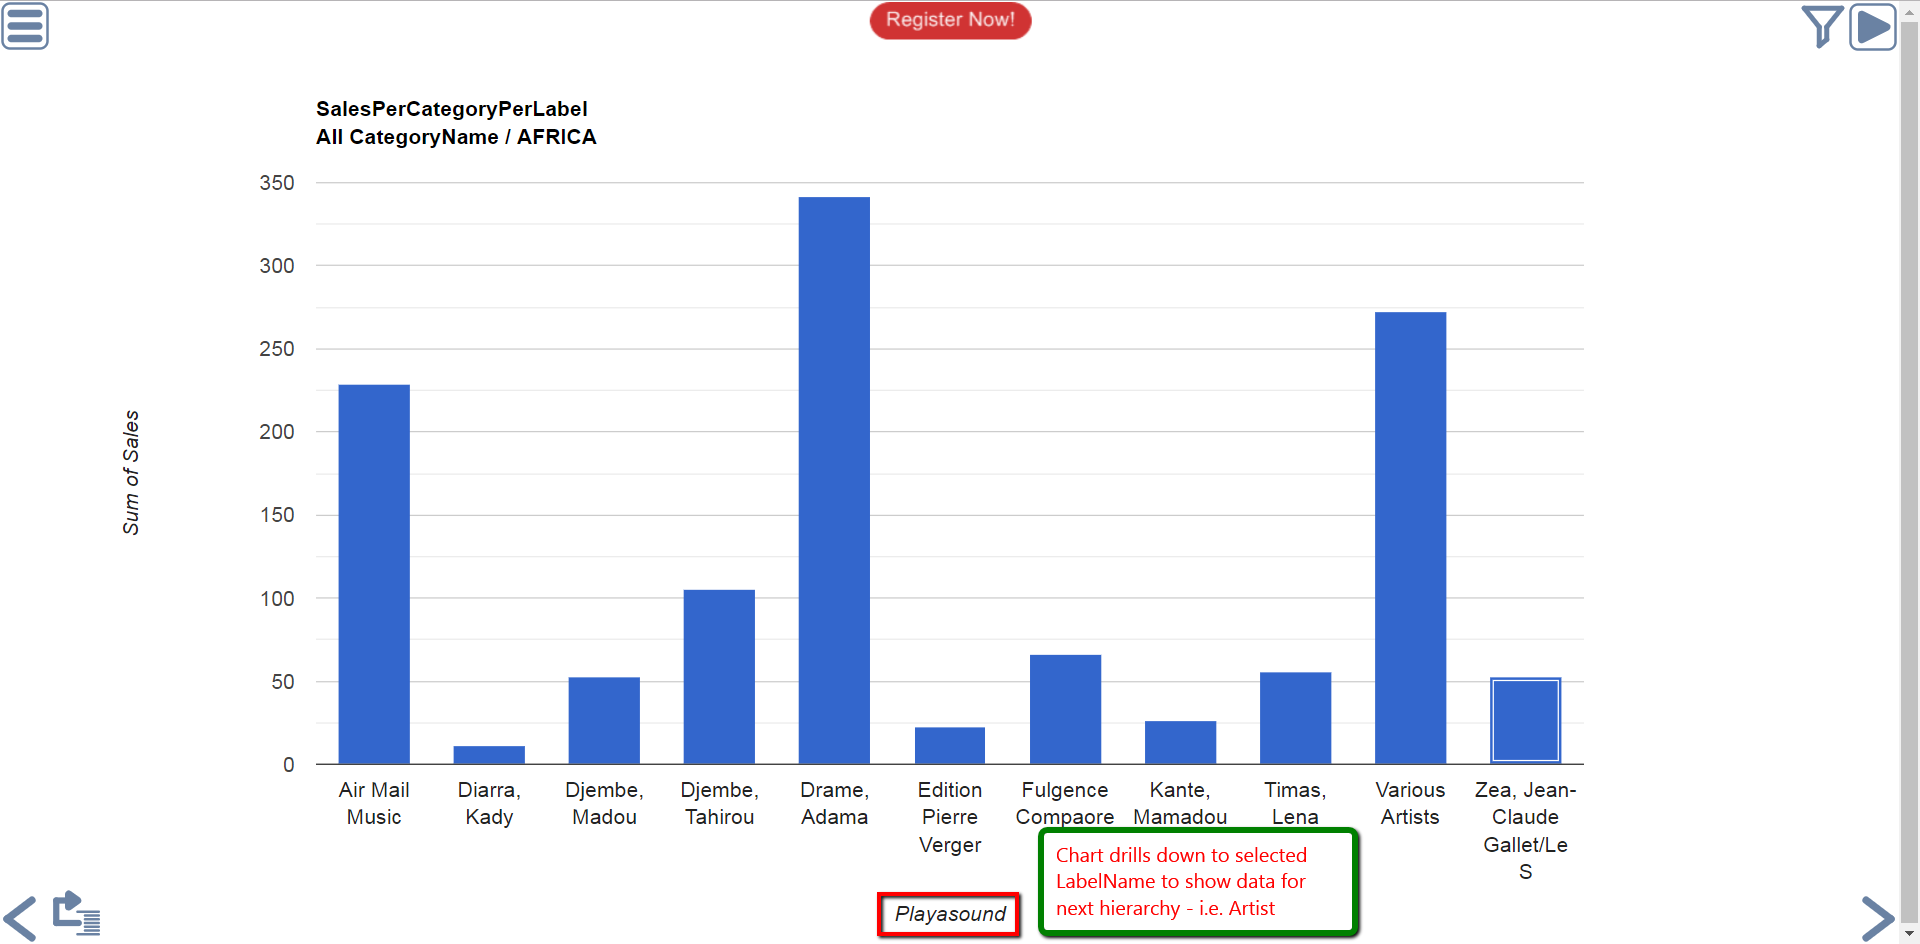 Register Now!
SalesPerCategoryPerLabel
All CategoryName / AFRICA
350
300
250
200
150
100
50
0
Sum of Sales
Air Mail
Music
Diarra,
Kady
Djembe,
Madou
Djembe,
Tahirou
Drame,
Adama
Edition
Pierre
Verger
Fulgence
Compaore
Kante,
Mamadou
Timas,
Lena
Various
Artists
Zea, Jean-
Claude
Gallet/Le
S
Playasound
Chart drills down to selected
LabelName to show data for
next hierarchy - i.e. Artist